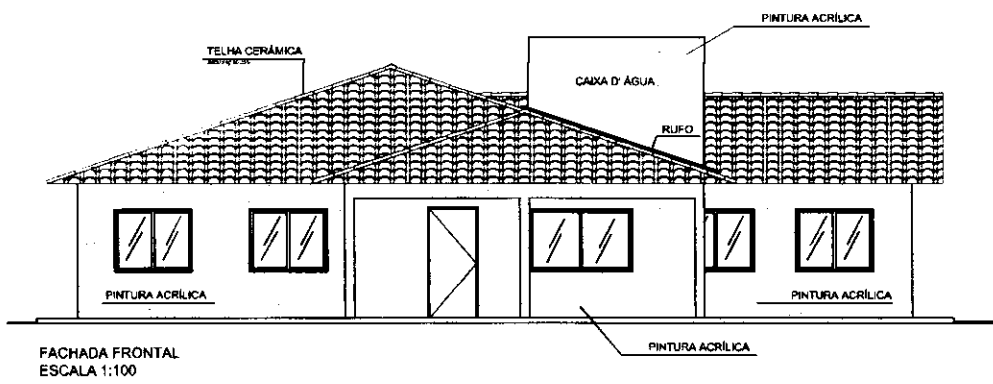 PINTURA ACRÍLICA
TELHA CERÂMICA
CAIXA D' ÁGUA
RUFO
PINTURA ACRÍLICA
PINTURA ACRÍLICA
PINTURA ACRÍLICA
FACHADA FRONTAL
ESCALA 1:100